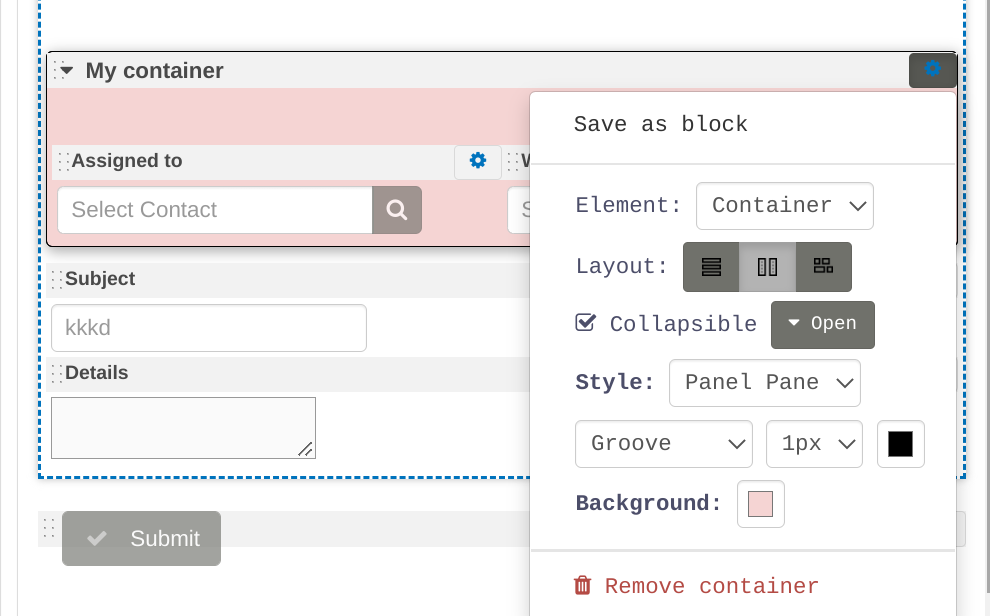 My container
Save as block
Assigned to
Element: Container
Select Contact
Layout:
Subject
Collapsible Open
kkkd
Details
Style: Panel Pane
Groove 1px
Background:
Submit
Remove container